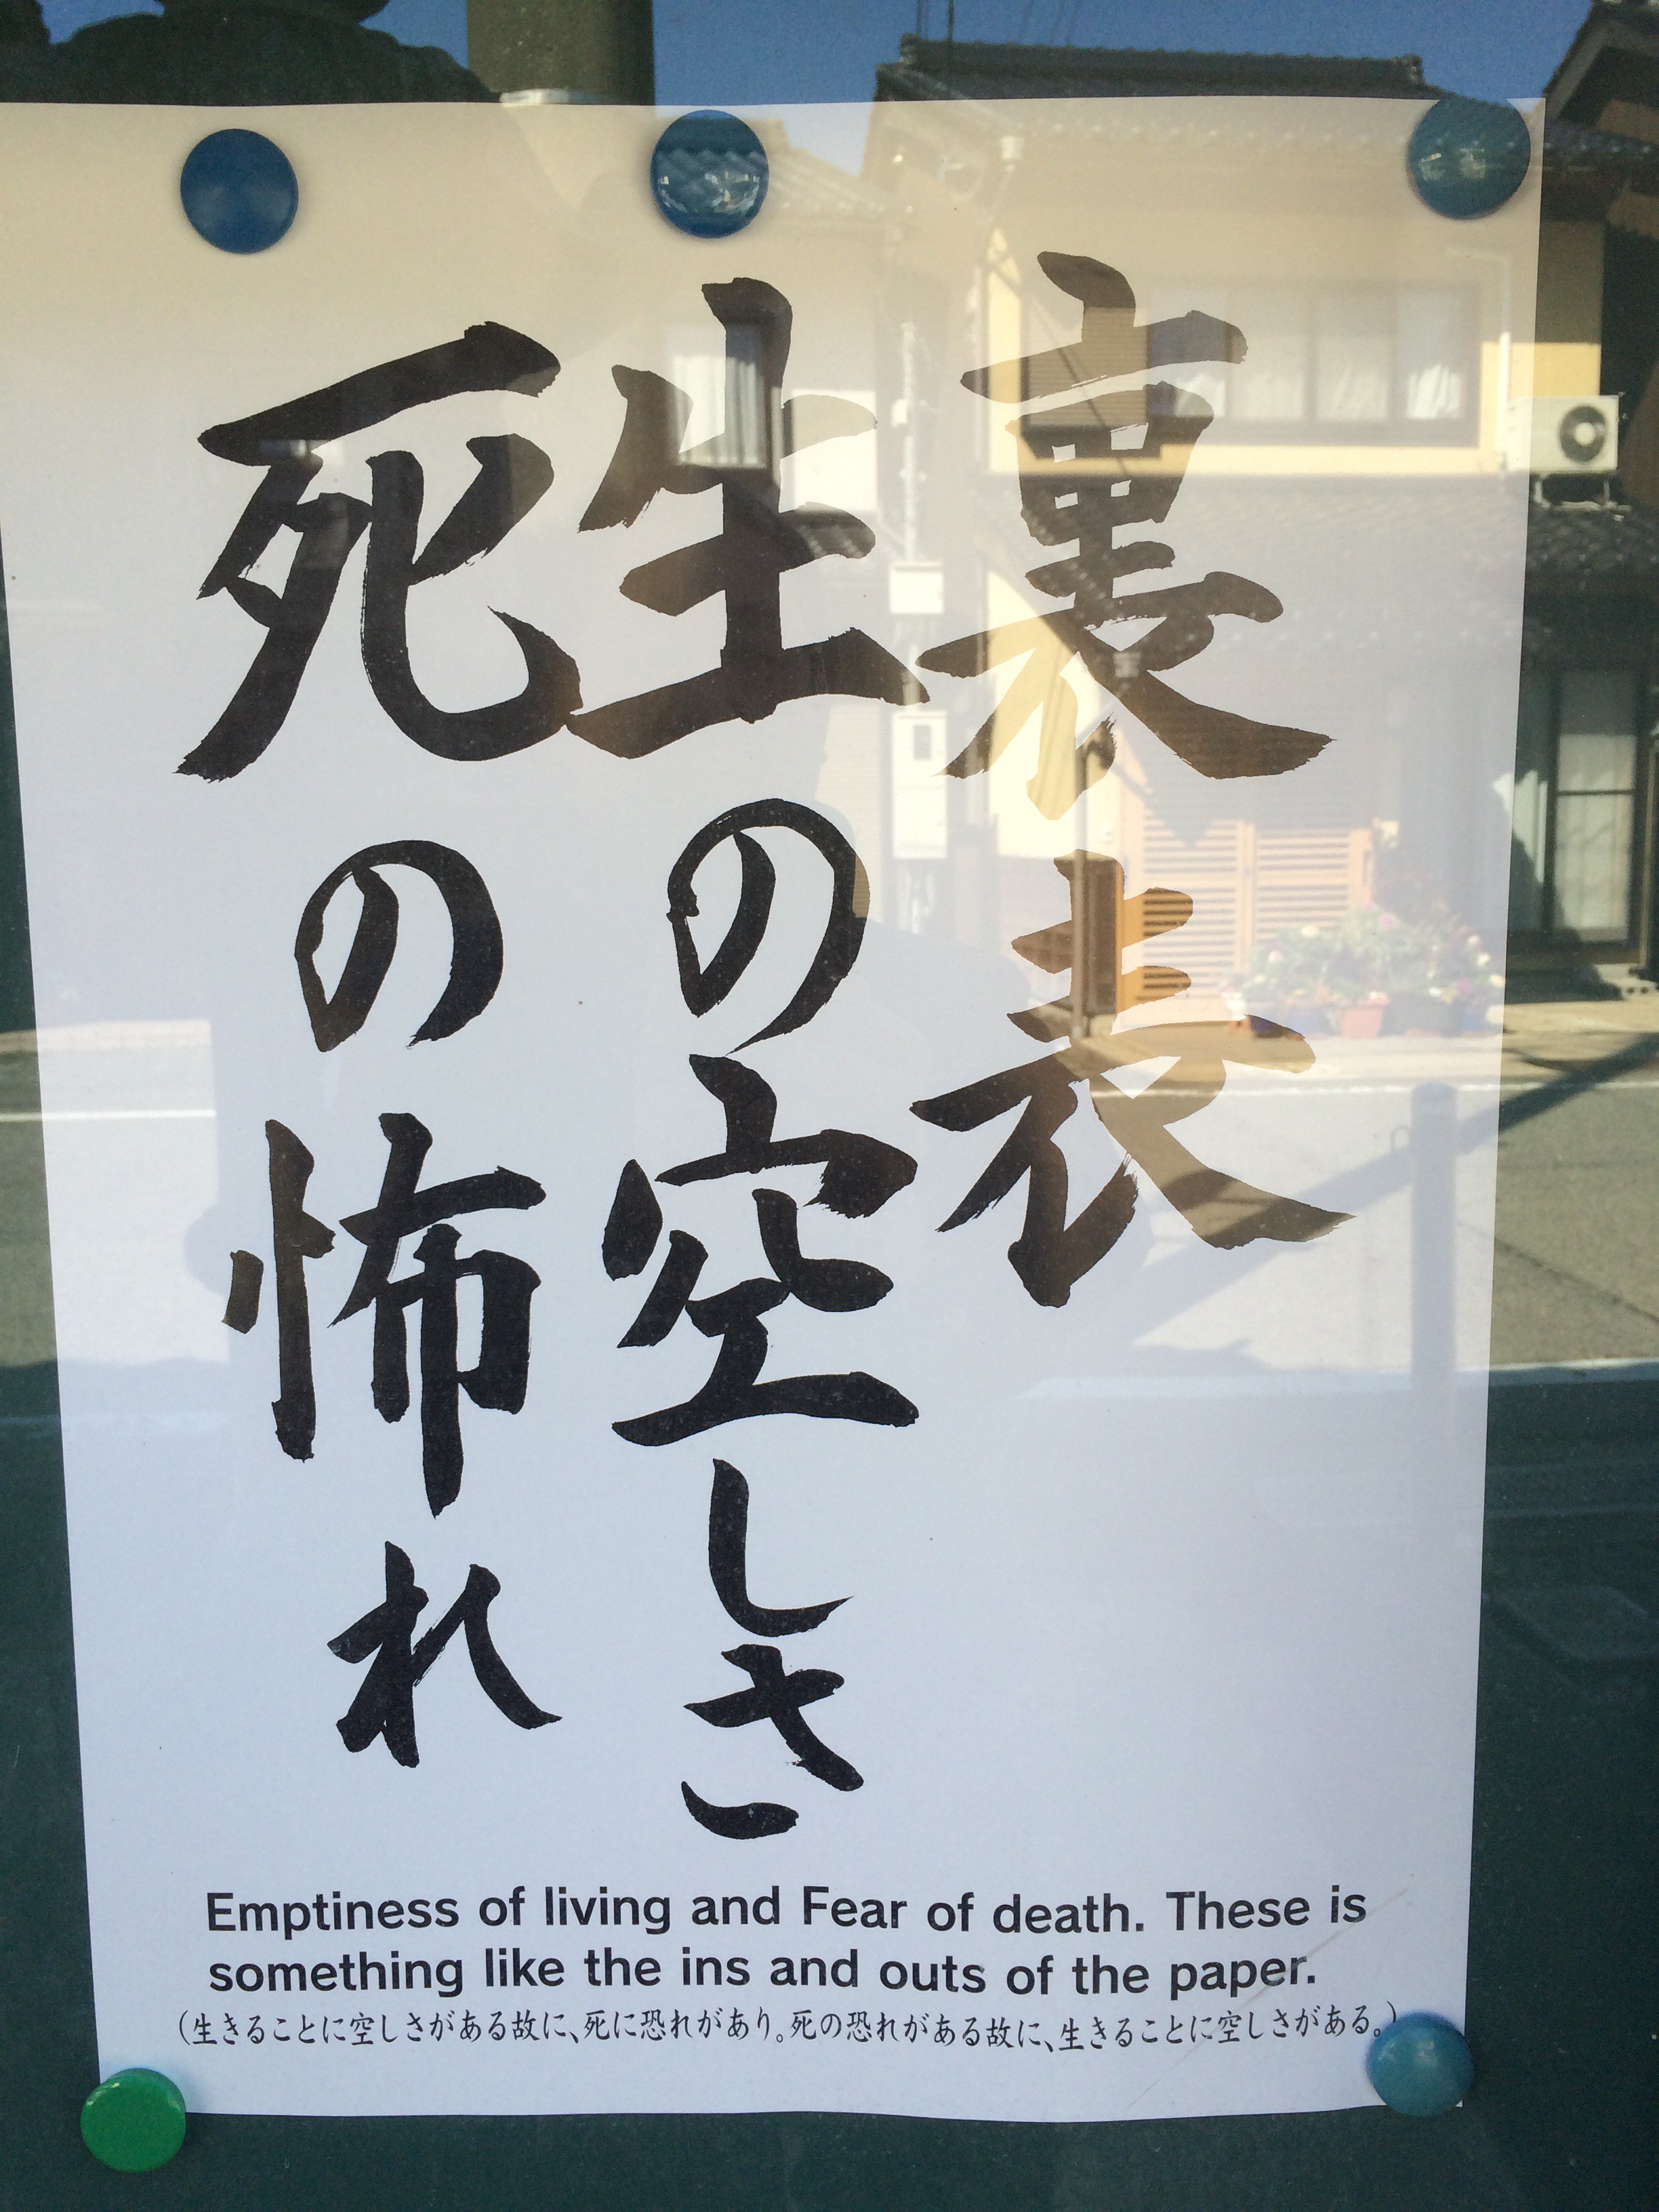 裏表
生の空しさ
死の怖れ
Emptiness of living and Fear of death. These is
something like the ins and outs of the paper.
(生きることに空しさがある故に、死に恐れがあり。死の恐れがある故に、生きることに空しさがある。)